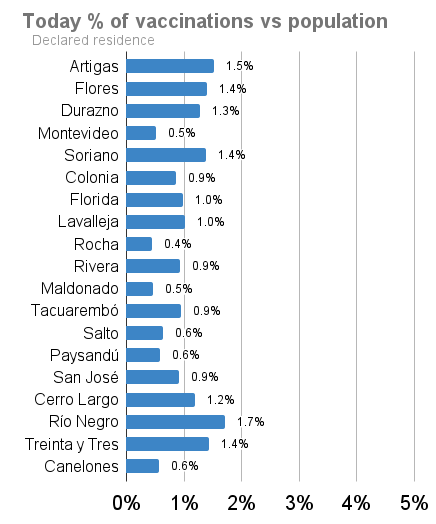 Today % of vaccinations vs population
Declared residence
Artigas 1.5%
Flores 1.4%
Durazno 1.3%
Montevideo 0.5%
Soriano 1.4%
Colonia 0.9%
Florida 1.0%
Lavalleja 1.0%
Rocha 0.4%
Rivera 0.9%
Maldonado 0.5%
Tacuarembó 0.9%
Salto 0.6%
Paysandú 0.6%
San José 0.9%
Cerro Largo 1.2%
Río Negro 1.7%
Treinta y Tres 1.4%
Canelones 0.6%
0% 1% 2% 3% 4% 5%